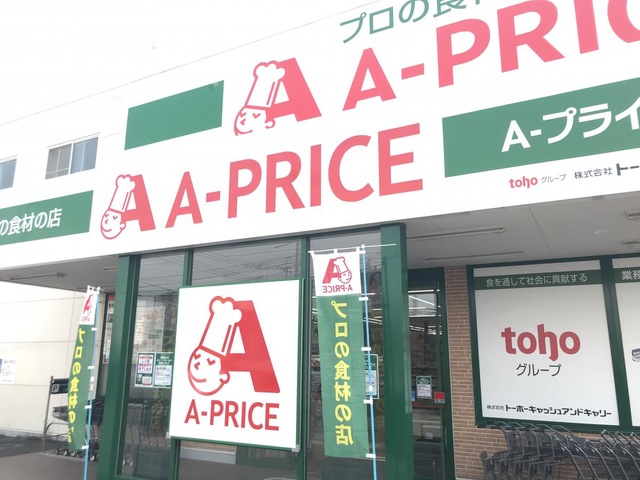 プロの食材
A-PRIC
A-PRICE
A-プライ
toho グループ 株式会社 トー
の食材の店
食を通して社会に貢献する
業務
toho
グループ
株式会社 トーホーキャッシュアンドキャリー
A-PRICE
A-PRICE
プロの食材の店
A-PRICE
プロの食材の店